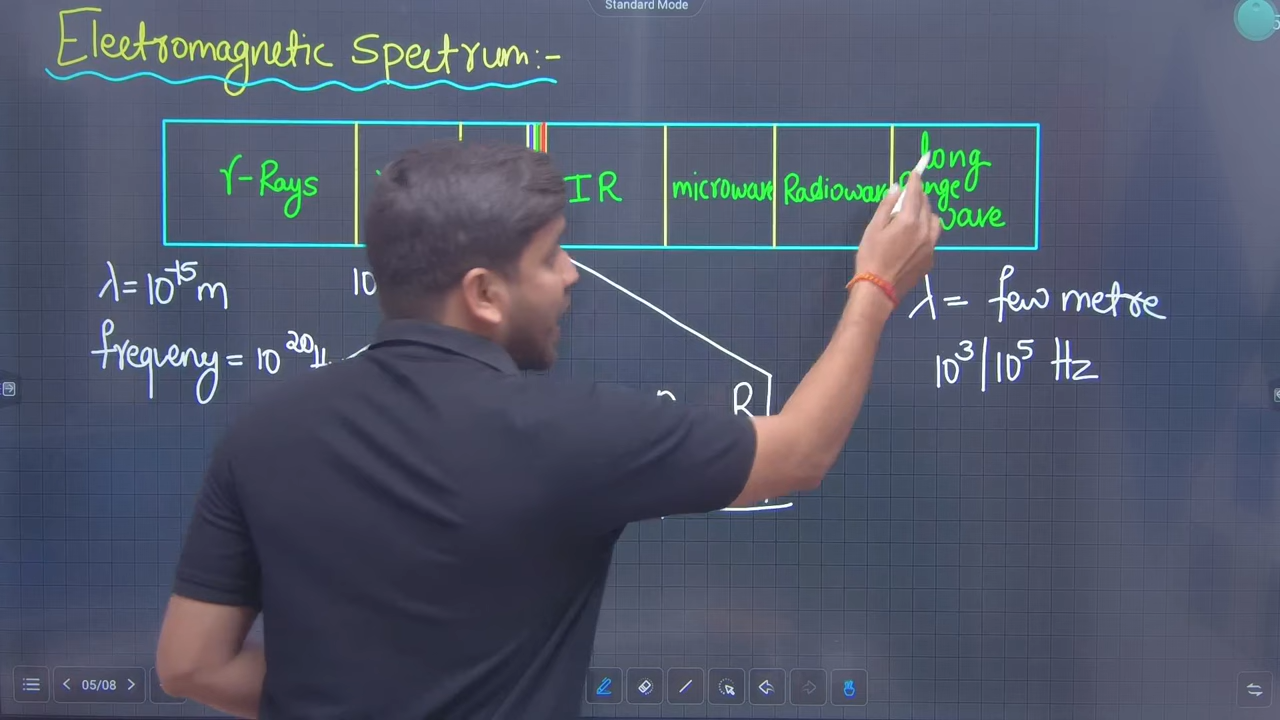 Standard Mode
Electromagnetic Spectrum:-
γ-Rays
IR
microwave
Radiowave
long
Range
wave
λ = 10⁻¹⁵ m
10
λ = few metre
frequeny = 10²⁰ H
10³/10⁵ Hz
R
05/08